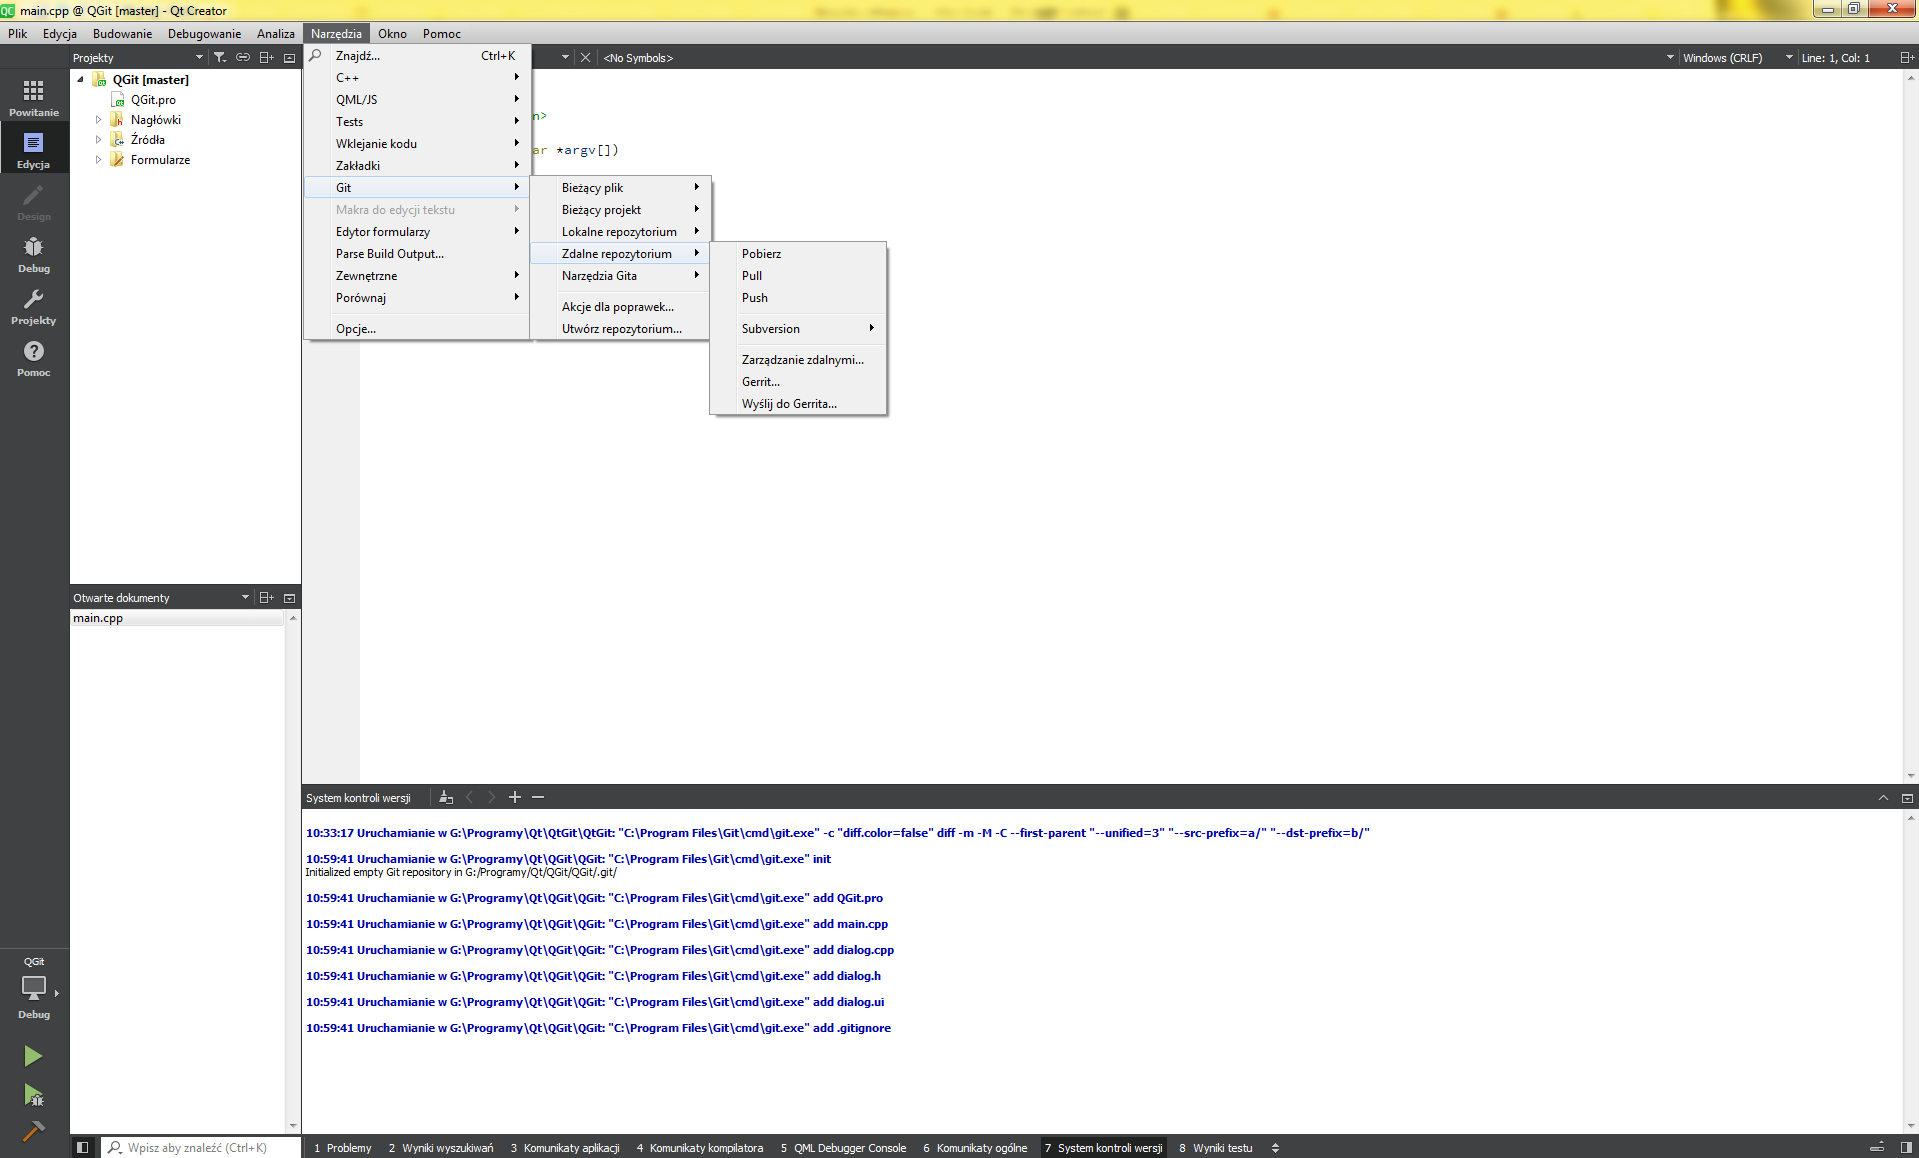 main.cpp @ QGit [master] - Qt Creator
Plik Edycja Budowanie Debugowanie Analiza Narzędzia Okno Pomoc
Projekty
<No Symbols>
Windows (CRLF)
Line: 1, Col: 1
Powitanie
Edycja
Design
Debug
Projekty
Pomoc
QGit [master]
QGit.pro
Nagłówki
Źródła
Formularze
Znajdź... Ctrl+K
C++
QML/JS
Tests
Wklejanie kodu
Zakładki
Git
Makra do edycji tekstu
Edytor formularzy
Parse Build Output...
Zewnętrzne
Porównaj
Opcje...
n>
ar *argv[])
Bieżący plik
Bieżący projekt
Lokalne repozytorium
Zdalne repozytorium
Narzędzia Gita
Akcje dla poprawek...
Utwórz repozytorium...
Pobierz
Pull
Push
Subversion
Zarządzanie zdalnymi...
Gerrit...
Wyślij do Gerrita...
Otwarte dokumenty
main.cpp
System kontroli wersji
10:33:17 Uruchamianie w G:\Programy\Qt\QtGit\QtGit: "C:\Program Files\Git\cmd\git.exe" -c "diff.color=false" diff -m -M -C --first-parent "--unified=3" "--src-prefix=a/" "--dst-prefix=b/"
10:59:41 Uruchamianie w G:\Programy\Qt\QGit\QGit: "C:\Program Files\Git\cmd\git.exe" init
Initialized empty Git repository in G:/Programy/Qt/QGit/QGit/.git/
10:59:41 Uruchamianie w G:\Programy\Qt\QGit\QGit: "C:\Program Files\Git\cmd\git.exe" add QGit.pro
10:59:41 Uruchamianie w G:\Programy\Qt\QGit\QGit: "C:\Program Files\Git\cmd\git.exe" add main.cpp
10:59:41 Uruchamianie w G:\Programy\Qt\QGit\QGit: "C:\Program Files\Git\cmd\git.exe" add dialog.cpp
10:59:41 Uruchamianie w G:\Programy\Qt\QGit\QGit: "C:\Program Files\Git\cmd\git.exe" add dialog.h
10:59:41 Uruchamianie w G:\Programy\Qt\QGit\QGit: "C:\Program Files\Git\cmd\git.exe" add dialog.ui
10:59:41 Uruchamianie w G:\Programy\Qt\QGit\QGit: "C:\Program Files\Git\cmd\git.exe" add .gitignore
QGit
Debug
Wpisz aby znaleźć (Ctrl+K)
1 Problemy 2 Wyniki wyszukiwań 3 Komunikaty aplikacji 4 Komunikaty kompilatora 5 QML Debugger Console 6 Komunikaty ogólne 7 System kontroli wersji 8 Wyniki testu